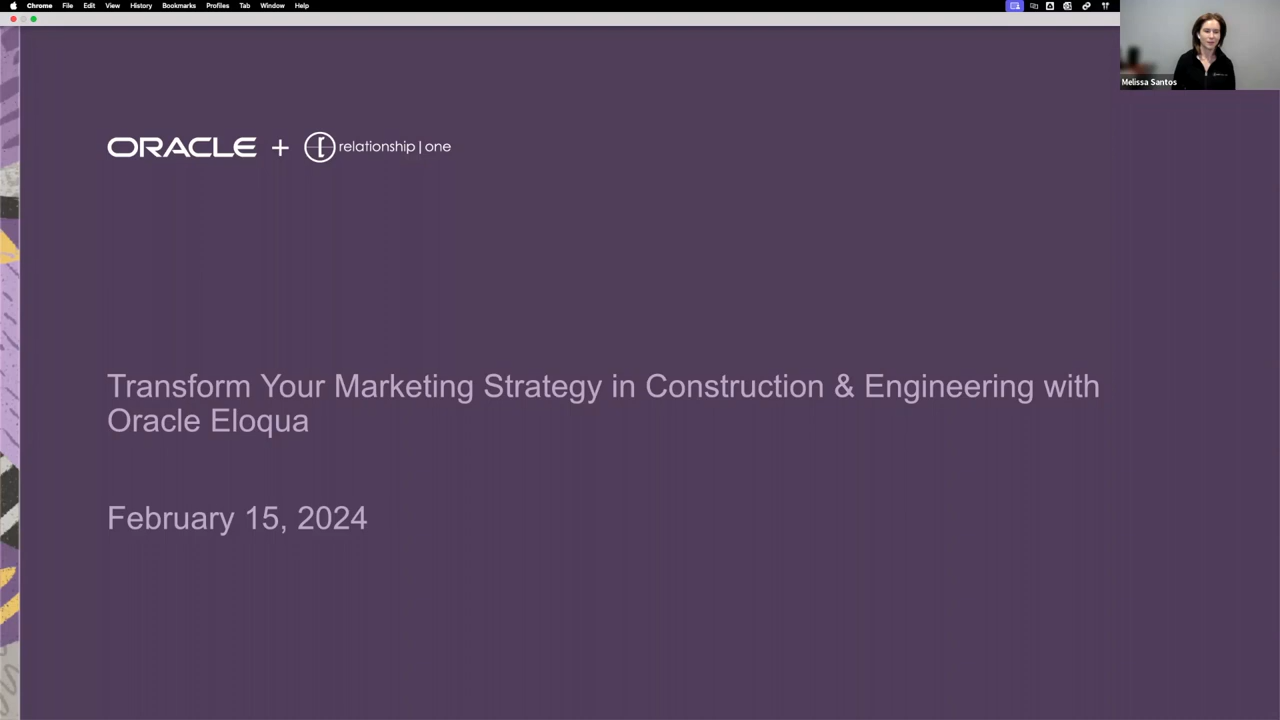 Chrome File Edit View History Bookmarks Profiles Tab Window Help
Melissa Santos
ORACLE + relationship | one
Transform Your Marketing Strategy in Construction & Engineering with
Oracle Eloqua
February 15, 2024